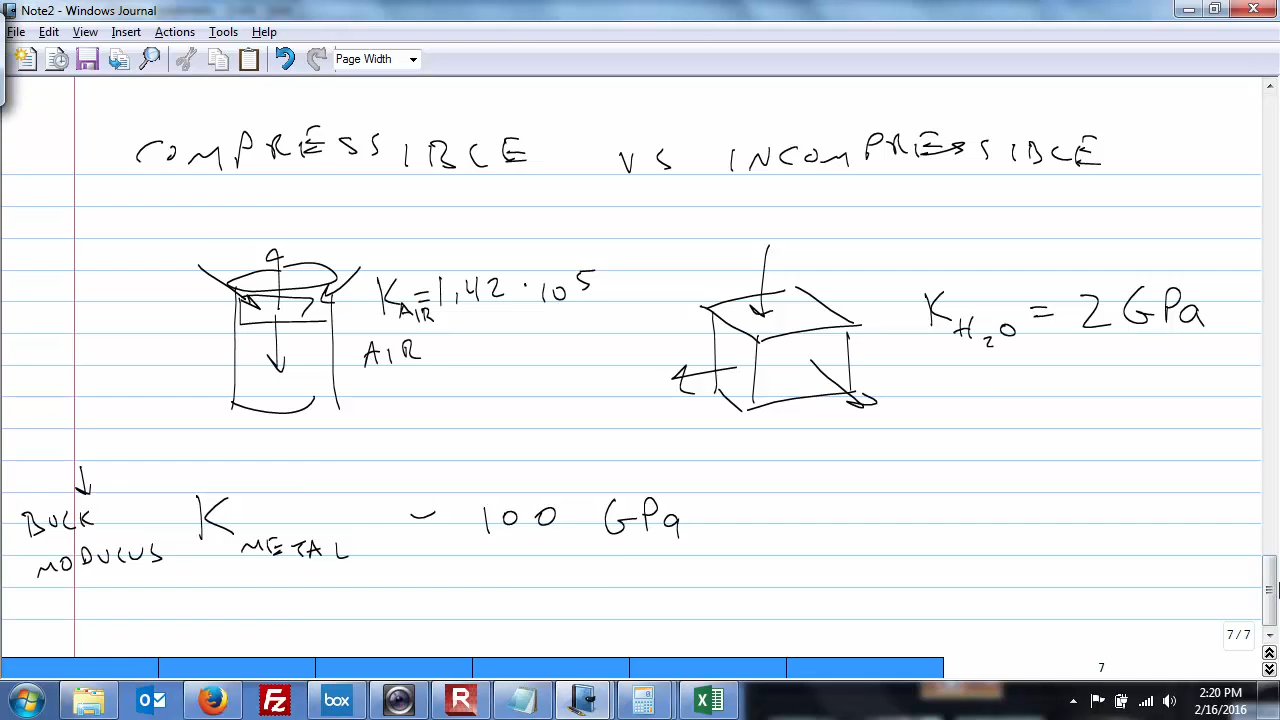 Note2 - Windows Journal
File Edit View Insert Actions Tools Help
Page Width
COMPRESSIBLE VS INCOMPRESSIBLE
K AIR = 1,42 · 10^5
AIR
K H₂O = 2 GPa
BULK MODULUS
K METAL ~ 100 GPa
7 / 7
7
box
2:20 PM
2/16/2016